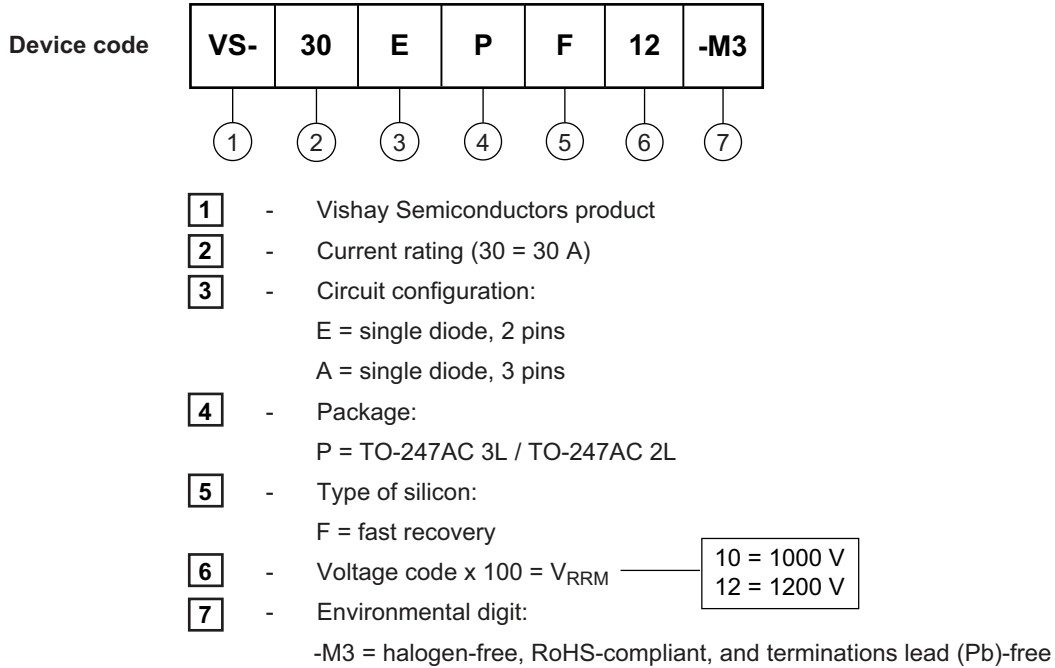 Device code VS- 30 E P F 12 -M3
1 2 3 4 5 6 7
1 - Vishay Semiconductors product
2 - Current rating (30 = 30 A)
3 - Circuit configuration:
E = single diode, 2 pins
A = single diode, 3 pins
4 - Package:
P = TO-247AC 3L / TO-247AC 2L
5 - Type of silicon:
F = fast recovery
6 - Voltage code x 100 = VRRM
10 = 1000 V
12 = 1200 V
7 - Environmental digit:
-M3 = halogen-free, RoHS-compliant, and terminations lead (Pb)-free